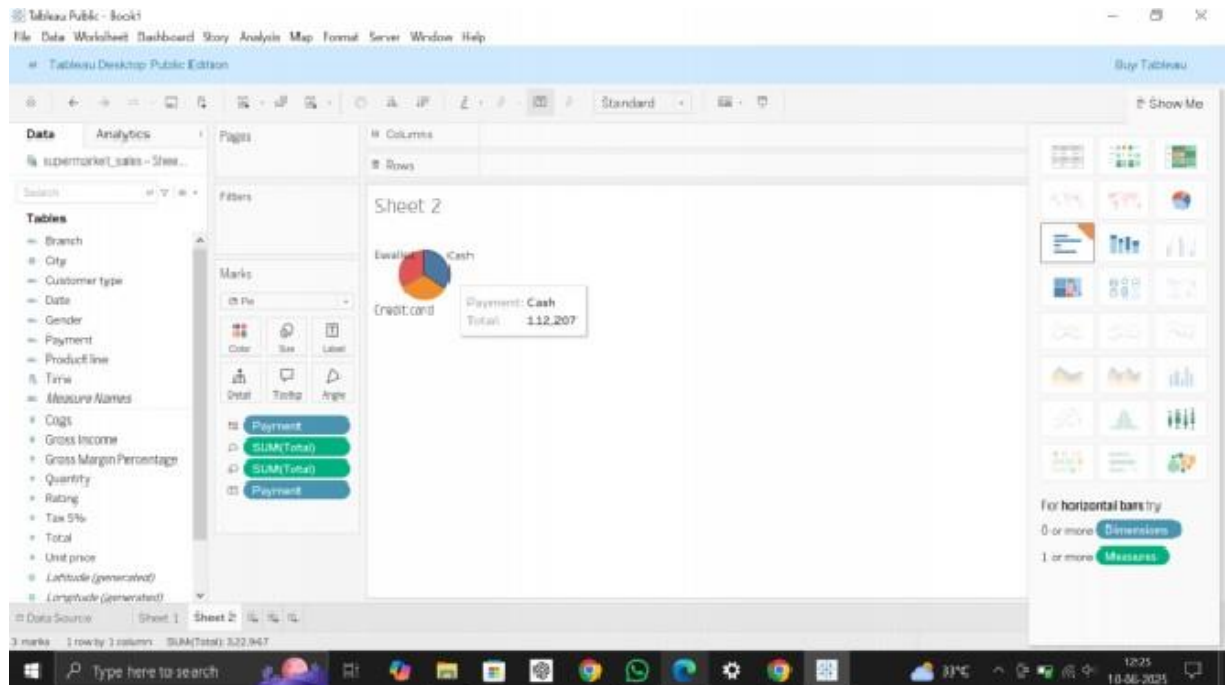 Tableau Public - Book1
File Data Worksheet Dashboard Story Analysis Map Format Server Window Help
Tableau Desktop Public Edition
Buy Tableau
Standard
Show Me
Data Analytics
Pages
Columns
supermarket_sales - Shee...
Rows
Search
Filters
Sheet 2
Tables
Branch
City
Customer type
Date
Gender
Payment
Product line
Time
Measure Names
Cogs
Gross Income
Gross Margin Percentage
Quantity
Rating
Tax 5%
Total
Unit price
Latitude (generated)
Longitude (generated)
Marks
Pie
Color Size Label
Detail Tooltip Angle
Payment
SUM(Total)
SUM(Total)
Payment
Ewallet Cash
Credit card
Payment: Cash
Total: 112,207
For horizontal bars try
0 or more Dimensions
1 or more Measures
Data Source Sheet 1 Sheet 2
3 marks 1 row by 1 column SUM(Total): 322,967
Type here to search
33°C
12:25
10-06-2025